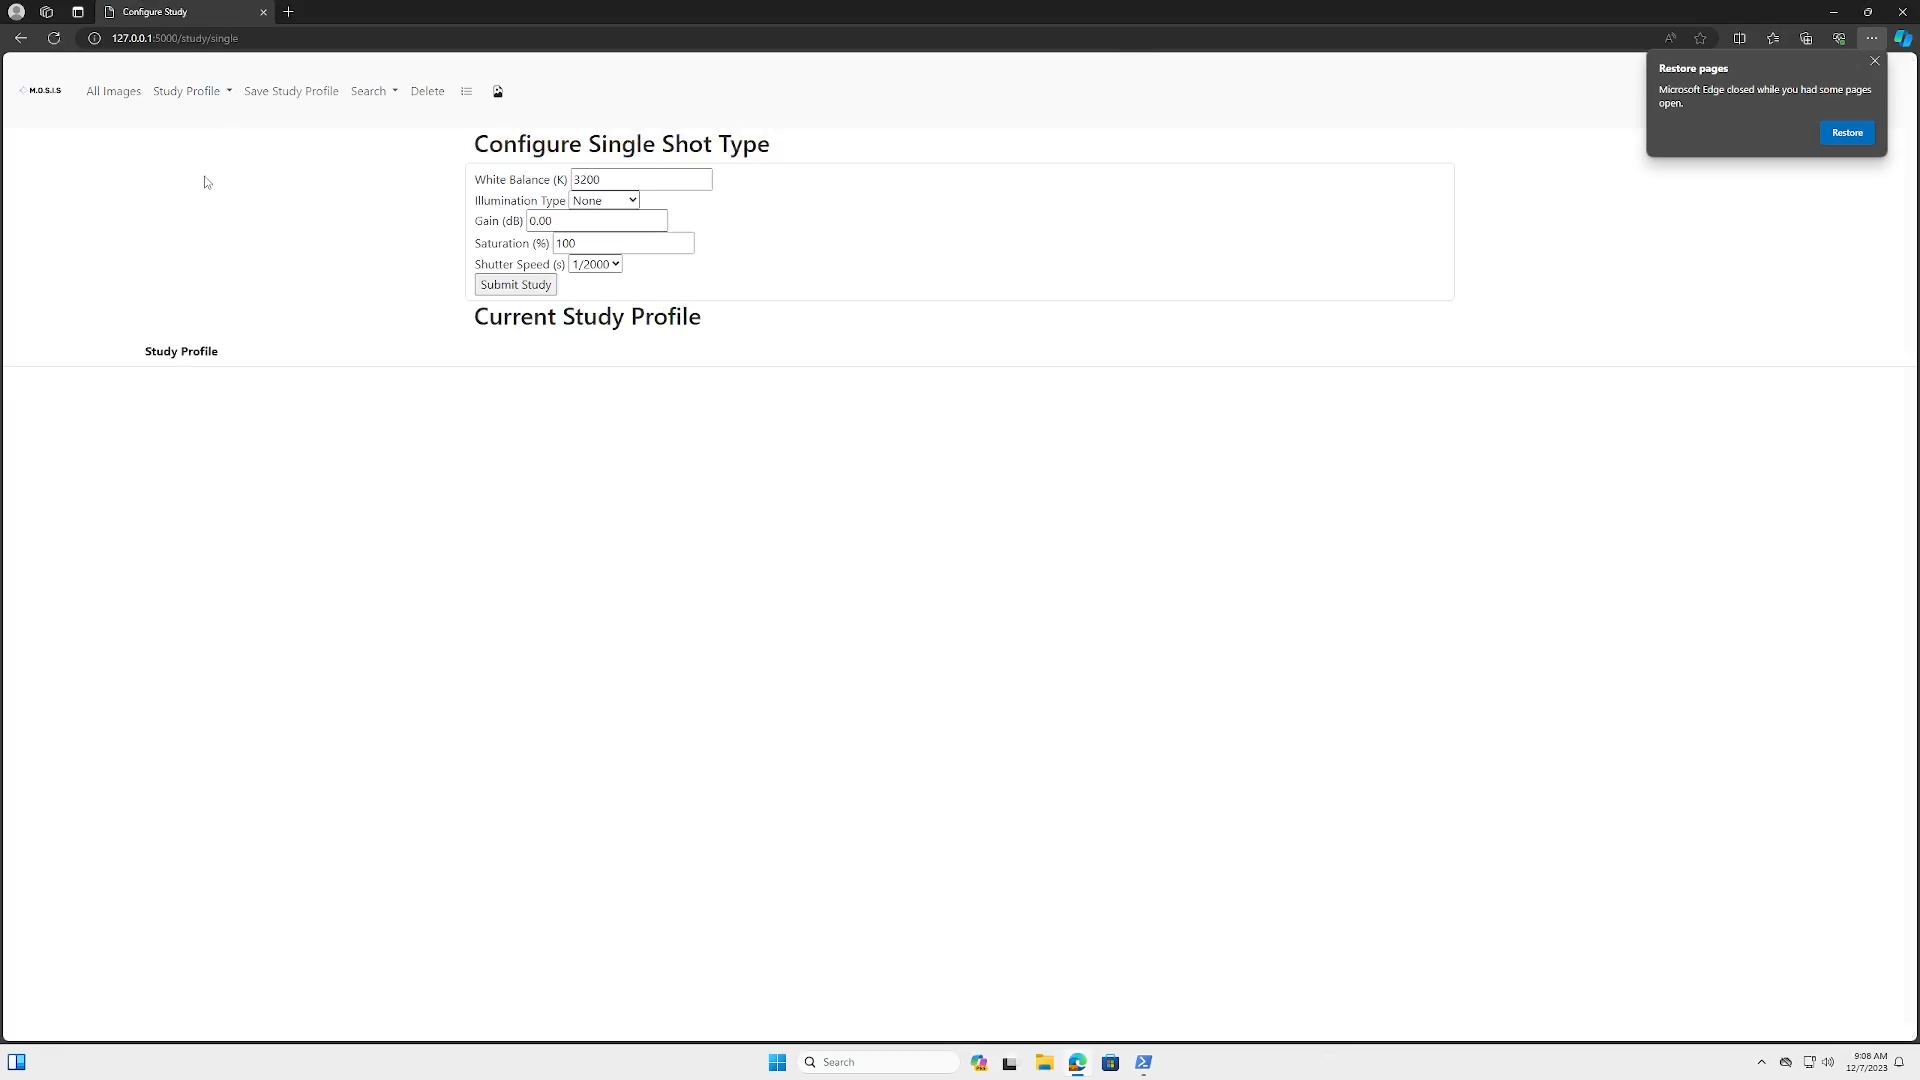 Configure Study
127.0.0.1:5000/study/single
Restore pages
Microsoft Edge closed while you had some pages
open.
Restore
M.O.S.I.S
All Images Study Profile Save Study Profile Search Delete
Configure Single Shot Type
White Balance (K) 3200
Illumination Type None
Gain (dB) 0.00
Saturation (%) 100
Shutter Speed (s) 1/2000
Submit Study
Current Study Profile
Study Profile
Search
9:08 AM
12/7/2023